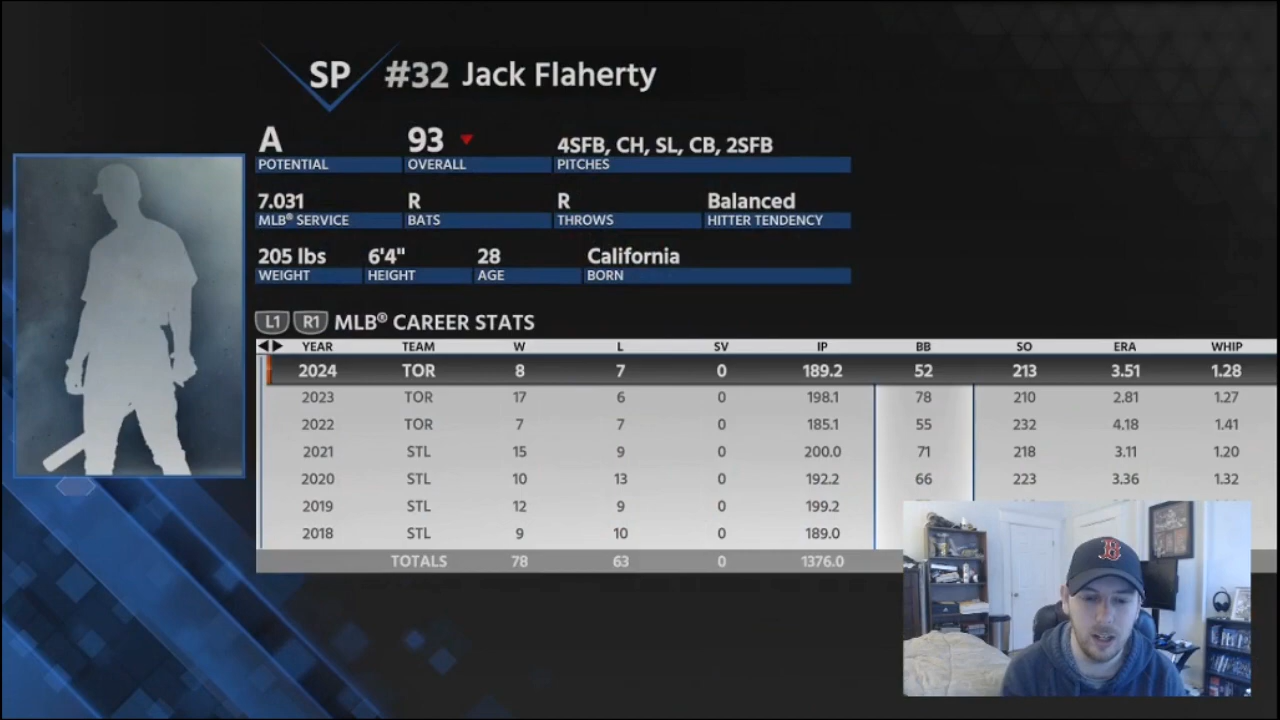 SP #32 Jack Flaherty
A 93 4SFB, CH, SL, CB, 2SFB
POTENTIAL OVERALL PITCHES
7.031 R R Balanced
MLB® SERVICE BATS THROWS HITTER TENDENCY
205 lbs 6'4" 28 California
WEIGHT HEIGHT AGE BORN
L1 R1 MLB® CAREER STATS
YEAR TEAM W L SV IP BB SO ERA WHIP
2024 TOR 8 7 0 189.2 52 213 3.51 1.28
2023 TOR 17 6 0 198.1 78 210 2.81 1.27
2022 TOR 7 7 0 185.1 55 232 4.18 1.41
2021 STL 15 9 0 200.0 71 218 3.11 1.20
2020 STL 10 13 0 192.2 66 223 3.36 1.32
2019 STL 12 9 0 199.2
2018 STL 9 10 0 189.0
TOTALS 78 63 0 1376.0
B